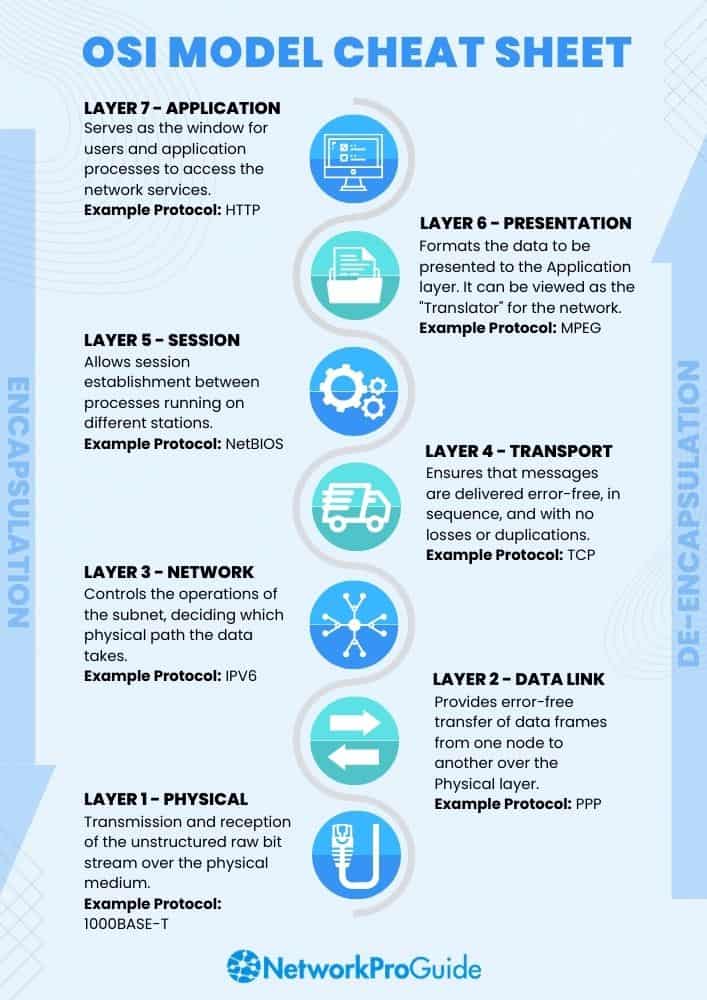 OSI MODEL CHEAT SHEET
LAYER 7 - APPLICATION
Serves as the window for
users and application
processes to access the
network services.
Example Protocol: HTTP
LAYER 6 - PRESENTATION
Formats the data to be
presented to the Application
layer. It can be viewed as the
"Translator" for the network.
Example Protocol: MPEG
LAYER 5 - SESSION
Allows session
establishment between
processes running on
different stations.
Example Protocol: NetBIOS
LAYER 4 - TRANSPORT
Ensures that messages
are delivered error-free, in
sequence, and with no
losses or duplications.
Example Protocol: TCP
LAYER 3 - NETWORK
Controls the operations of
the subnet, deciding which
physical path the data
takes.
Example Protocol: IPV6
LAYER 2 - DATA LINK
Provides error-free
transfer of data frames
from one node to
another over the
Physical layer.
Example Protocol: PPP
LAYER 1 - PHYSICAL
Transmission and reception
of the unstructured raw bit
stream over the physical
medium.
Example Protocol:
1000BASE-T
ENCAPSULATION
DE-ENCAPSULATION
NetworkProGuide